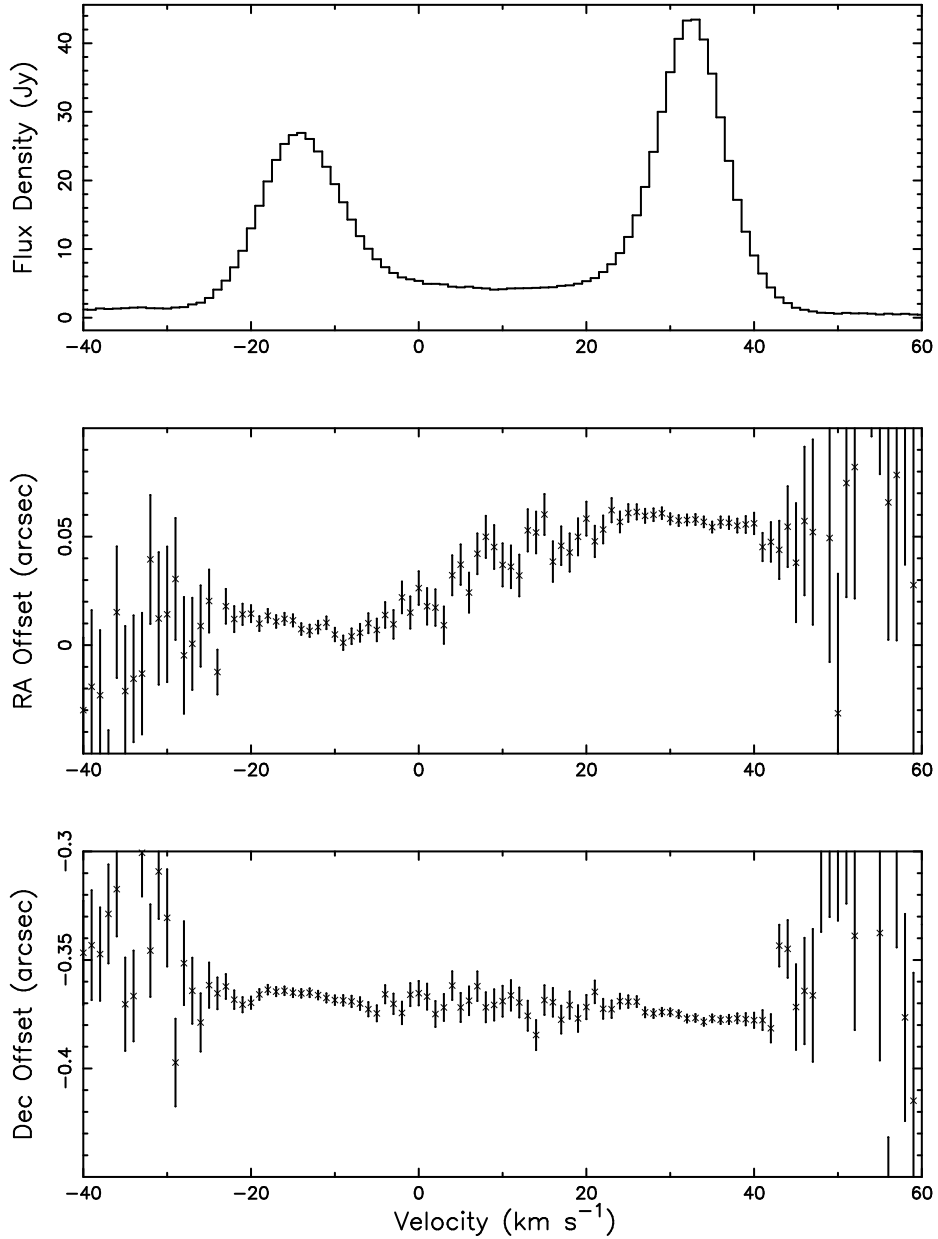 Flux Density (Jy)
40
30
20
10
0
−40 −20 0 20 40 60
RA Offset (arcsec)
0.05
0
−40 −20 0 20 40 60
Dec Offset (arcsec)
−0.3
−0.35
−0.4
−40 −20 0 20 40 60
Velocity (km s⁻¹)